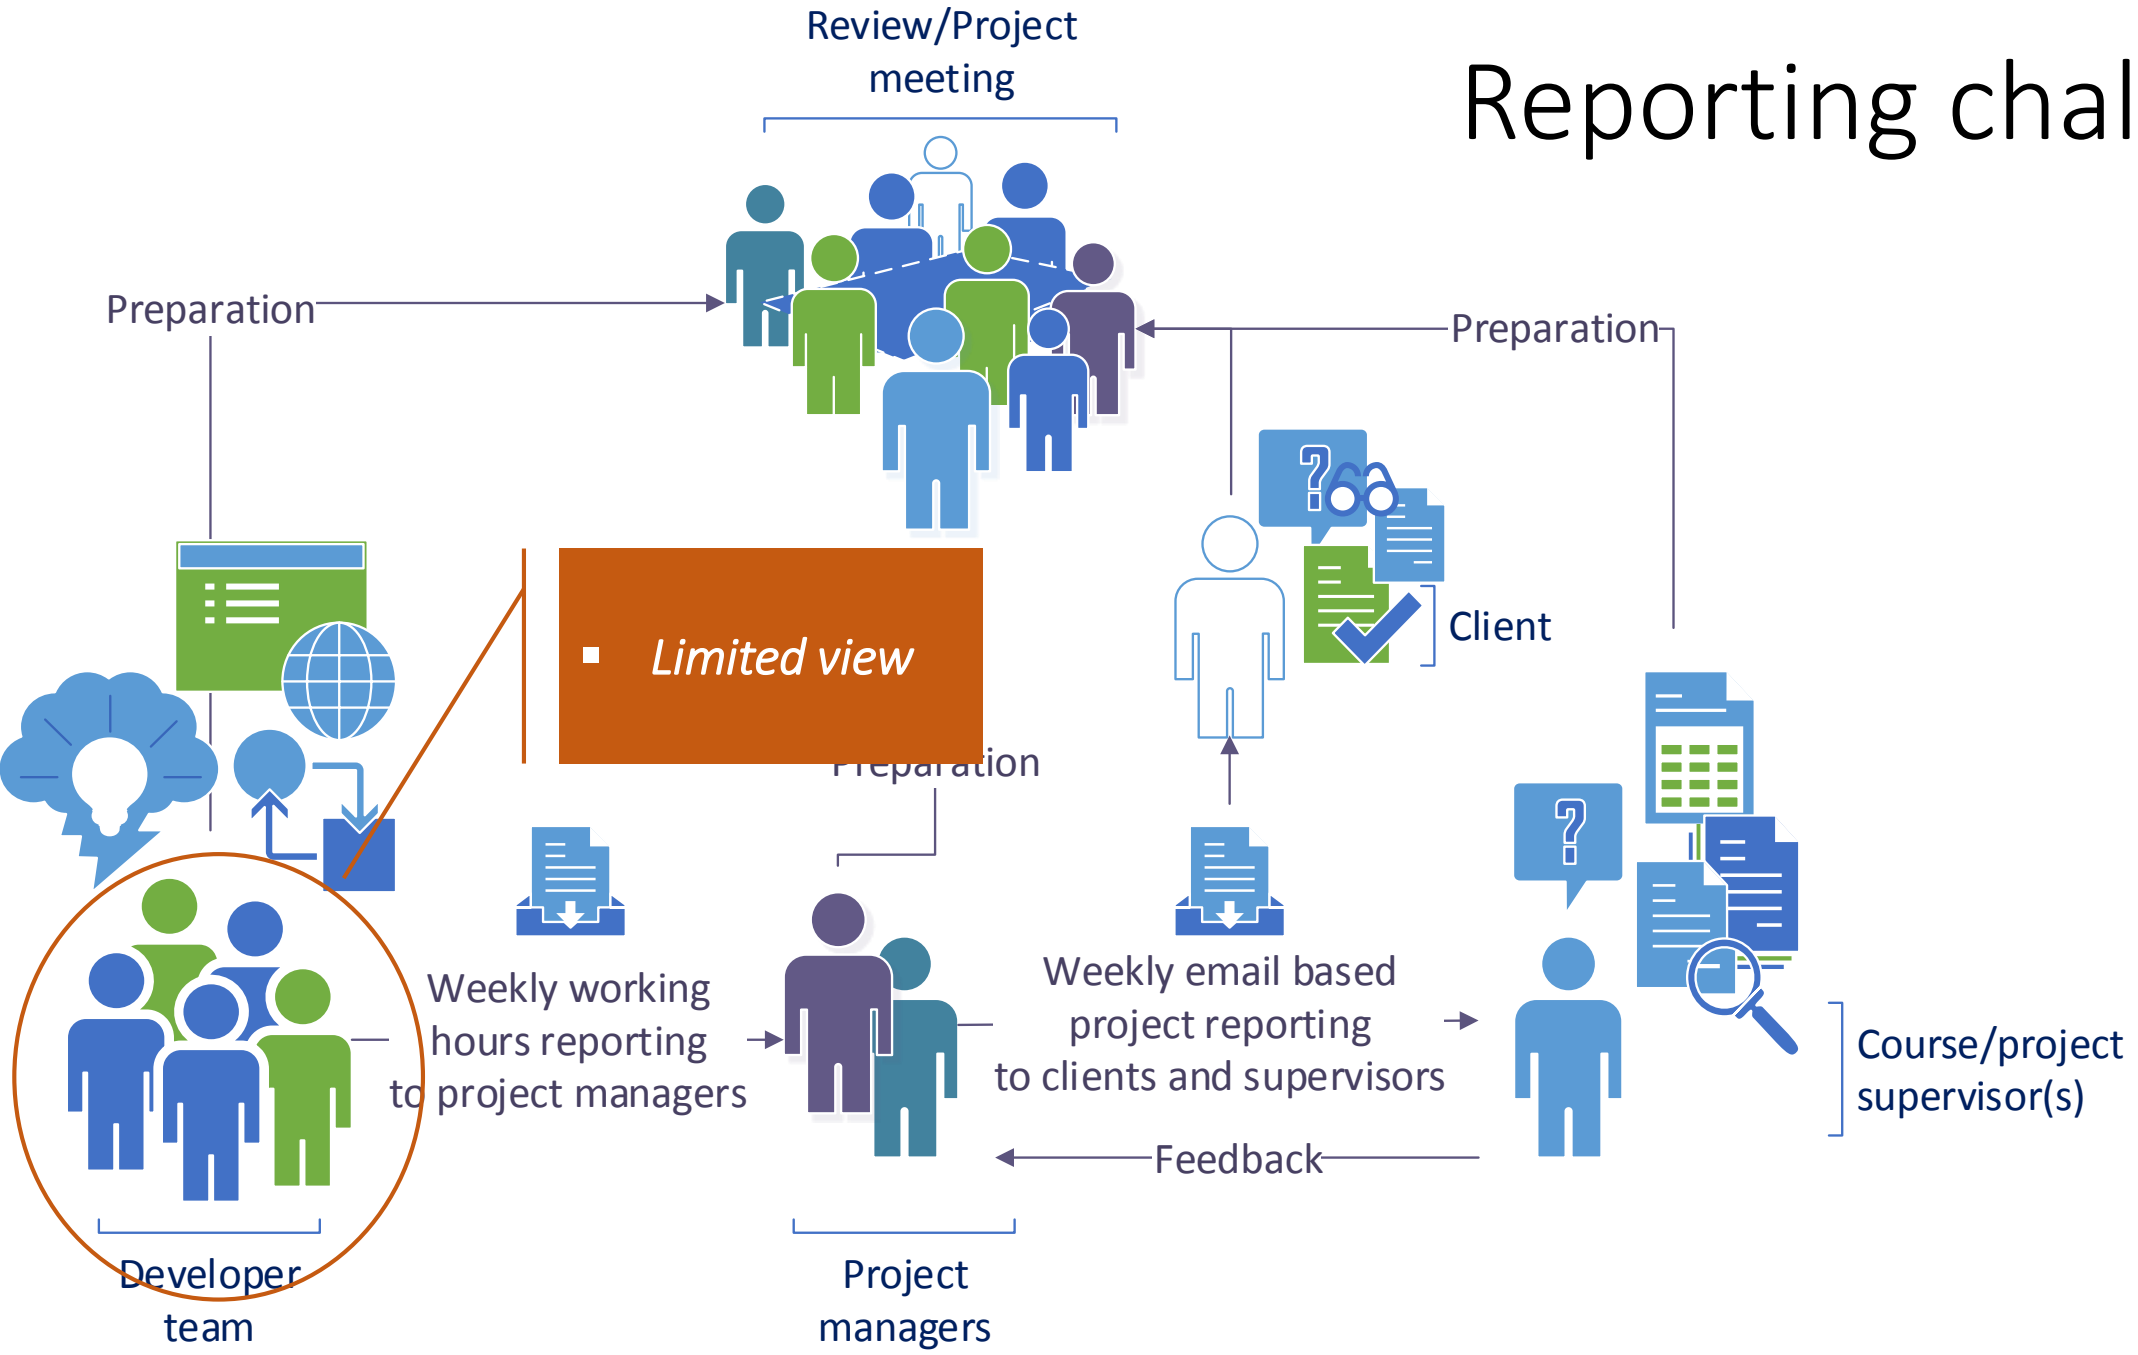 Review/Project
meeting
Reporting chal
Preparation
Preparation
Client
Limited view
Preparation
Weekly working
hours reporting
to project managers
Weekly email based
project reporting
to clients and supervisors
Course/project
supervisor(s)
Feedback
Developer
team
Project
managers